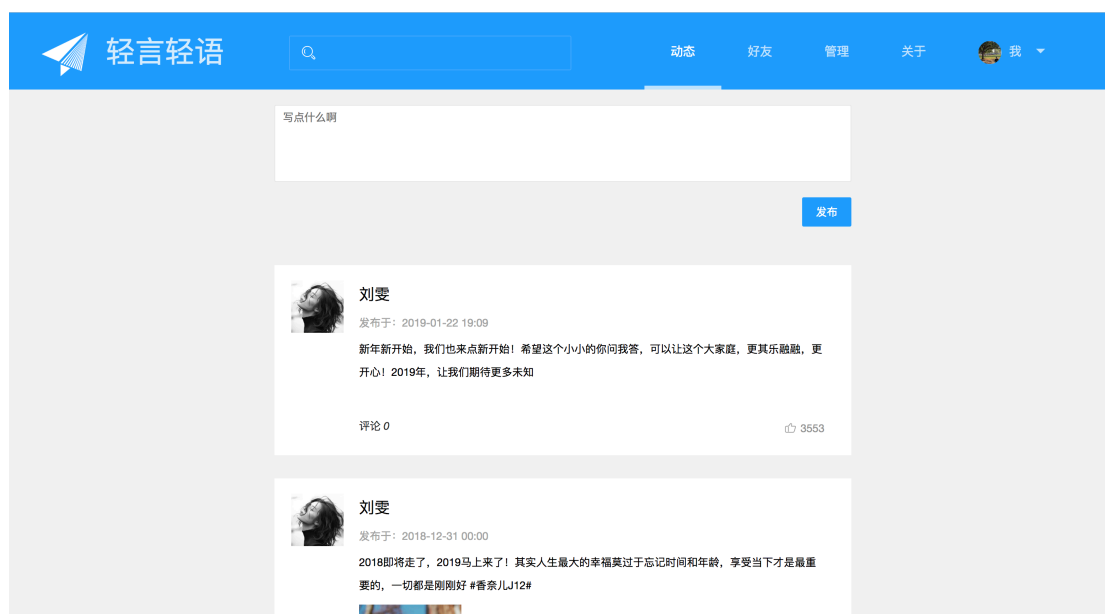 轻言轻语
动态 好友 管理 关于 我
写点什么啊
发布
刘雯
发布于：2019-01-22 19:09
新年新开始，我们也来点新开始！希望这个小小的你问我答，可以让这个大家庭，更其乐融融，更
开心！2019年，让我们期待更多未知
评论 0
3553
刘雯
发布于：2018-12-31 00:00
2018即将走了，2019马上来了！其实人生最大的幸福莫过于忘记时间和年龄，享受当下才是最重
要的，一切都是刚刚好 #香奈儿J12#